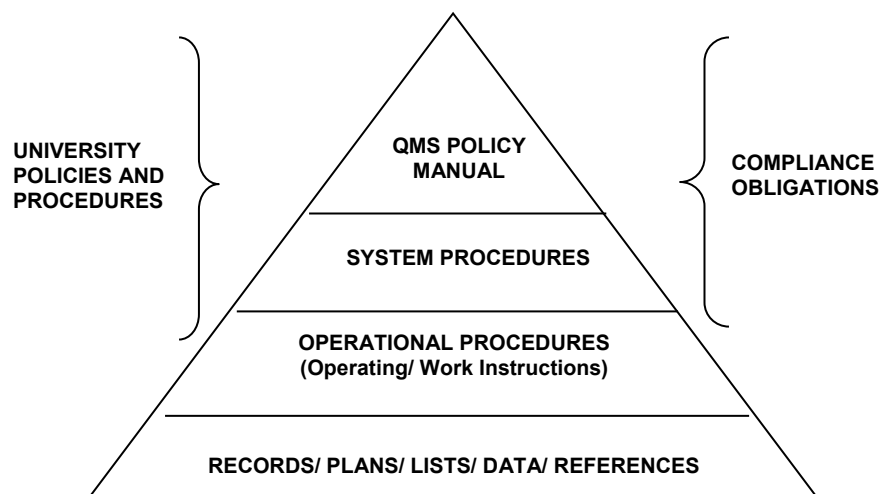 UNIVERSITY
POLICIES AND
PROCEDURES
QMS POLICY
MANUAL
COMPLIANCE
OBLIGATIONS
SYSTEM PROCEDURES
OPERATIONAL PROCEDURES
(Operating/ Work Instructions)
RECORDS/ PLANS/ LISTS/ DATA/ REFERENCES